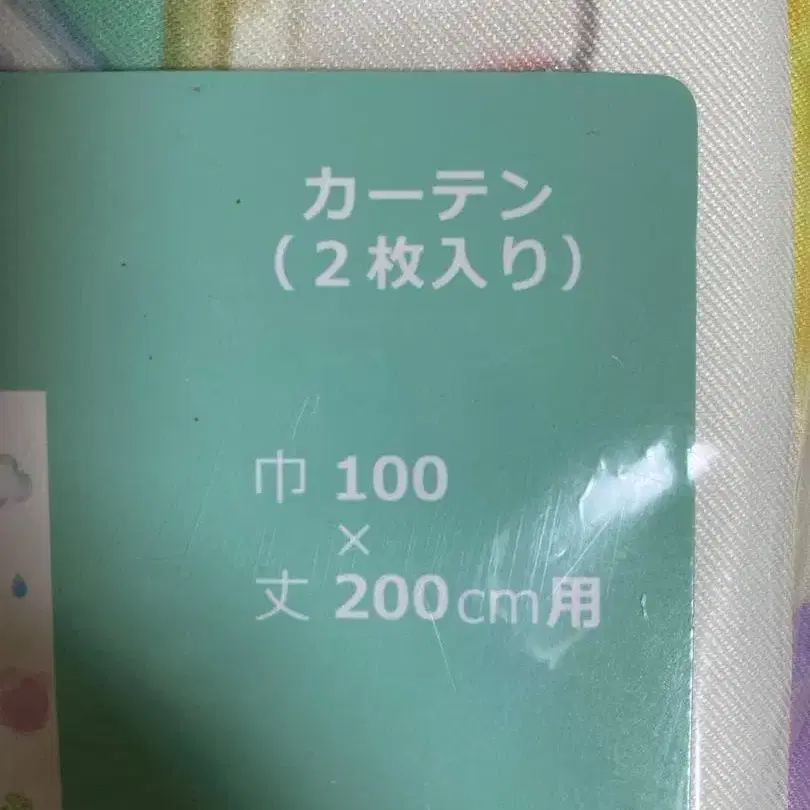 カーテン
（２枚入り）
巾 100
×
丈 200cm用